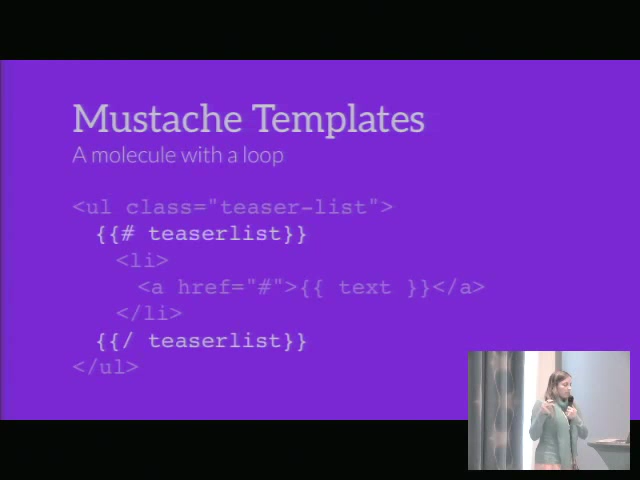 Mustache Templates
A molecule with a loop
<ul class="teaser-list">
{{# teaserlist}}
<li>
<a href="#">{{ text }}</a>
</li>
{{/ teaserlist}}
</ul>